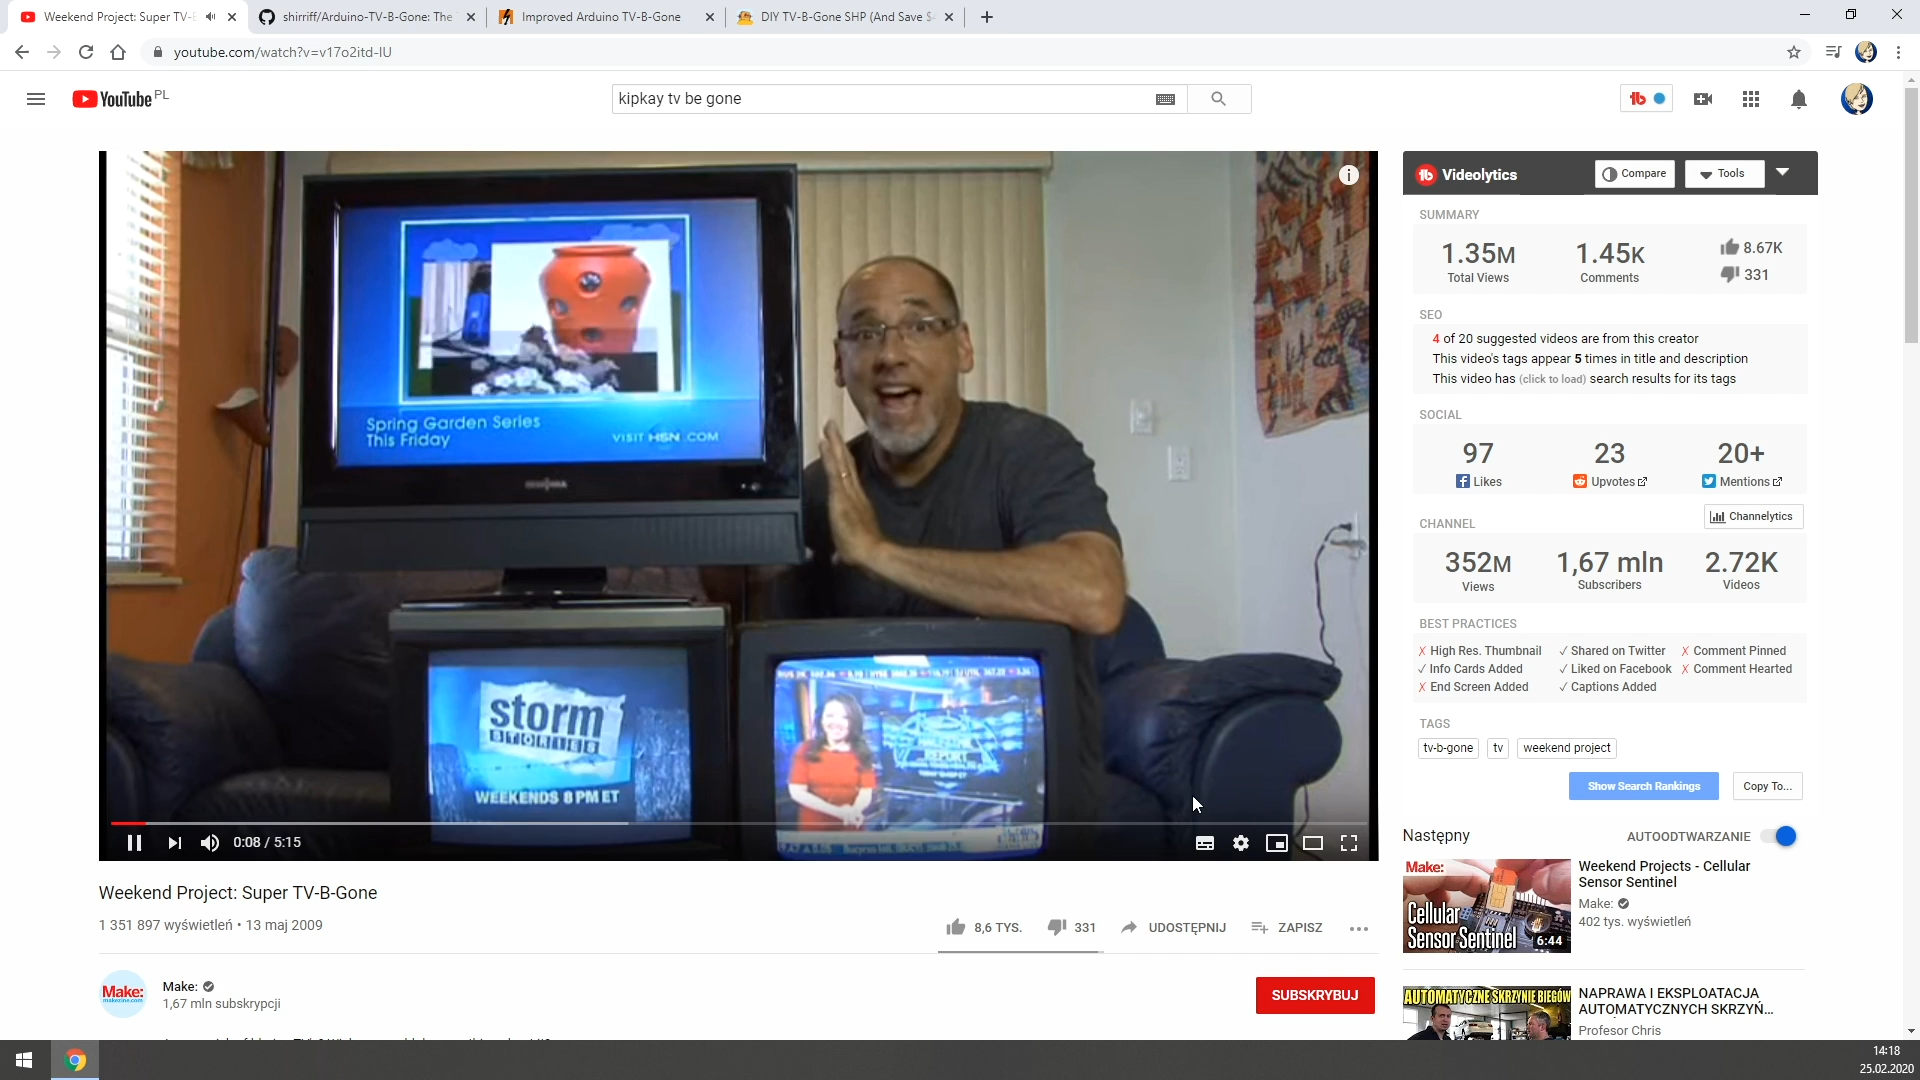 Weekend Project: Super TV-B
shirriff/Arduino-TV-B-Gone: The
Improved Arduino TV-B-Gone
DIY TV-B-Gone SHP (And Save $
youtube.com/watch?v=v17o2itd-IU
YouTube PL
kipkay tv be gone
Spring Garden Series
This Friday
VISIT HSN.COM
INSIGNIA
storm
STORIES
WEEKENDS 8 PM ET
REPORT
0:08 / 5:15
Weekend Project: Super TV-B-Gone
1 351 897 wyświetleń • 13 maj 2009
8,6 TYS.
331
UDOSTĘPNIJ
ZAPISZ
Make:
makezine.com
Make:
1,67 mln subskrypcji
SUBSKRYBUJ
Videolytics
Compare
Tools
SUMMARY
1.35M
Total Views
1.45K
Comments
8.67K
331
SEO
4 of 20 suggested videos are from this creator
This video's tags appear 5 times in title and description
This video has (click to load) search results for its tags
SOCIAL
97
Likes
23
Upvotes
20+
Mentions
CHANNEL
Channelytics
352M
Views
1,67 mln
Subscribers
2.72K
Videos
BEST PRACTICES
X High Res. Thumbnail
✓ Shared on Twitter
X Comment Pinned
✓ Info Cards Added
✓ Liked on Facebook
X Comment Hearted
X End Screen Added
✓ Captions Added
TAGS
tv-b-gone
tv
weekend project
Show Search Rankings
Copy To...
Następny
AUTOODTWARZANIE
Make:
Cellular
Sensor Sentinel
6:44
Weekend Projects - Cellular
Sensor Sentinel
Make:
402 tys. wyświetleń
AUTOMATYCZNE SKRZYNIE BIEGÓW
NAPRAWA I EKSPLOATACJA
AUTOMATYCZNYCH SKRZYŃ...
Profesor Chris
14:18
25.02.2020